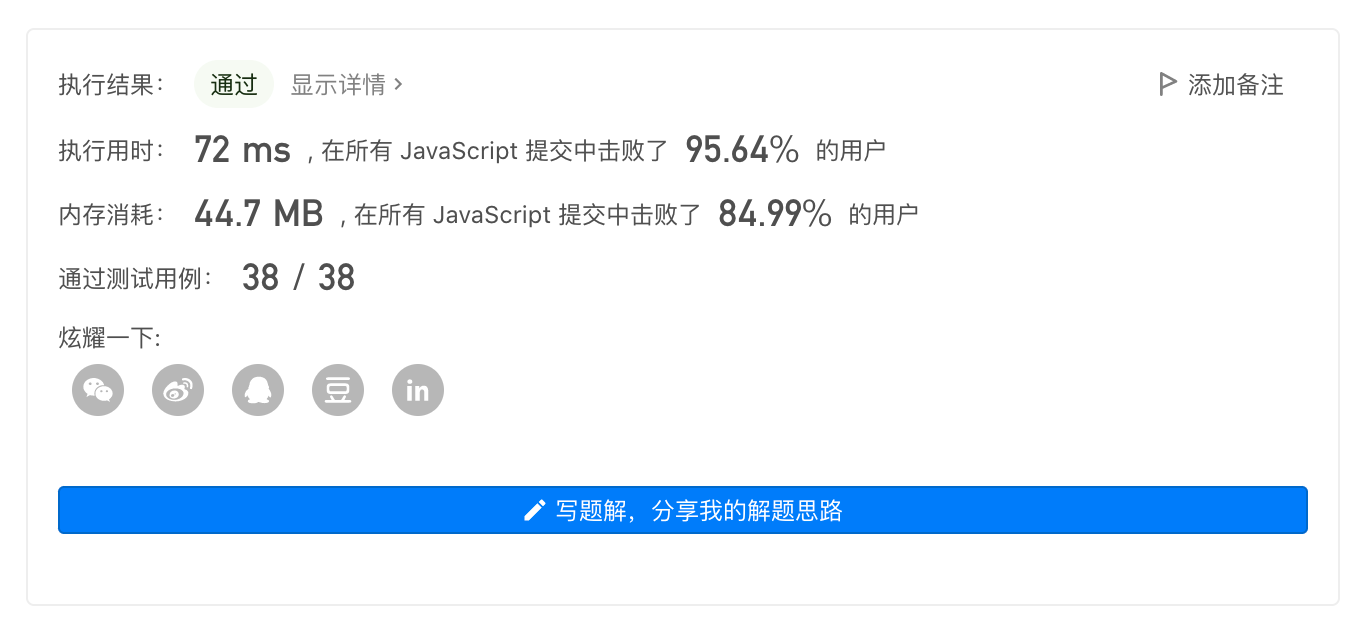 执行结果： 通过 显示详情 › 添加备注
执行用时： 72 ms , 在所有 JavaScript 提交中击败了 95.64% 的用户
内存消耗： 44.7 MB , 在所有 JavaScript 提交中击败了 84.99% 的用户
通过测试用例： 38 / 38
炫耀一下:
豆 in
写题解，分享我的解题思路